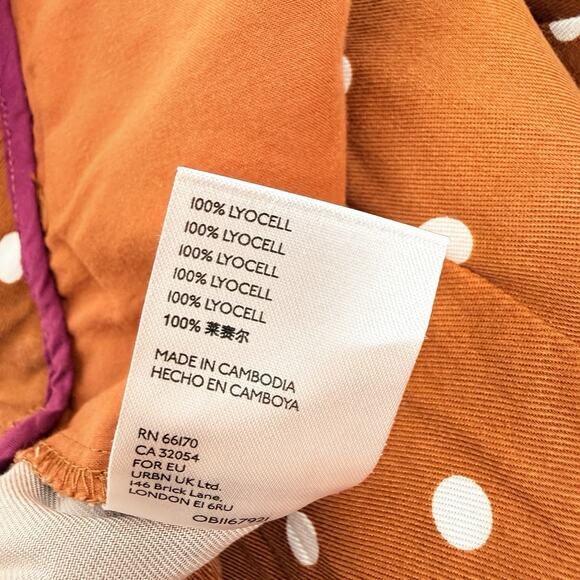 100% LYOCELL
100% LYOCELL
100% LYOCELL
100% LYOCELL
100% LYOCELL
100% 莱赛尔
MADE IN CAMBODIA
HECHO EN CAMBOYA
RN 66170
CA 32054
FOR EU
URBN UK Ltd.
146 Brick Lane,
LONDON E1 6RU